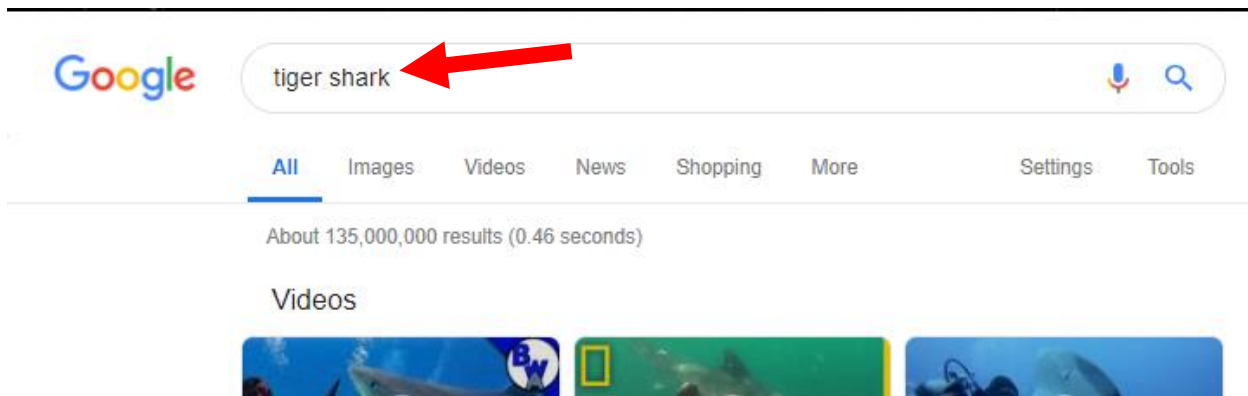 Google tiger shark
All Images Videos News Shopping More Settings Tools
About 135,000,000 results (0.46 seconds)
Videos
BW